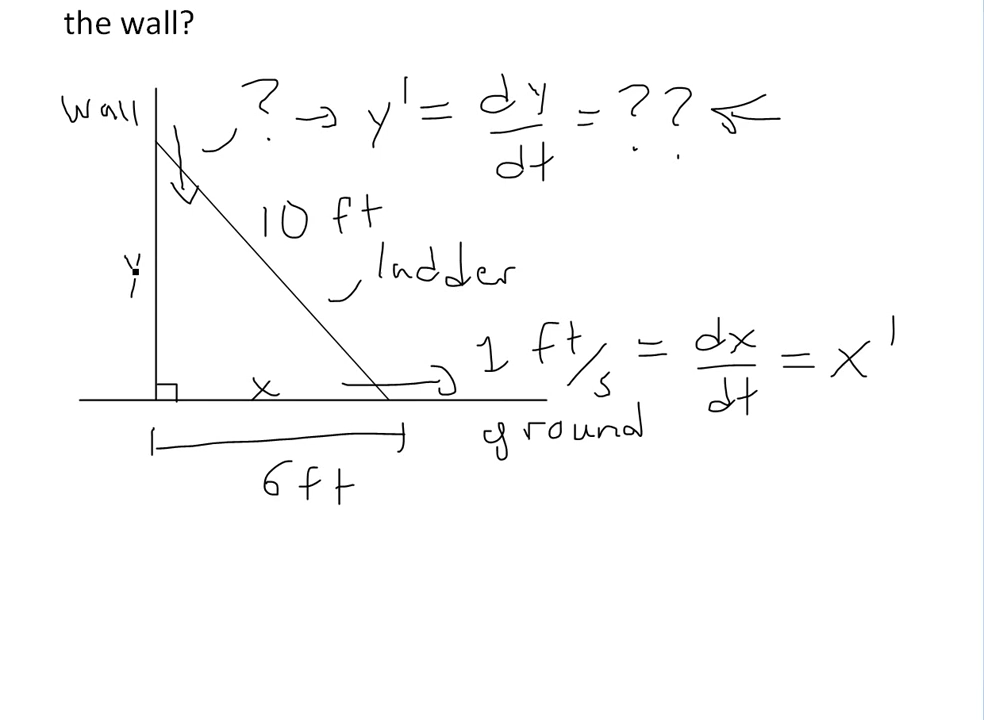 the wall?
Wall
? → y' = dy/dt = ?? ←
10 ft
ladder
y
1 ft/s = dx/dt = x'
x
ground
6 ft